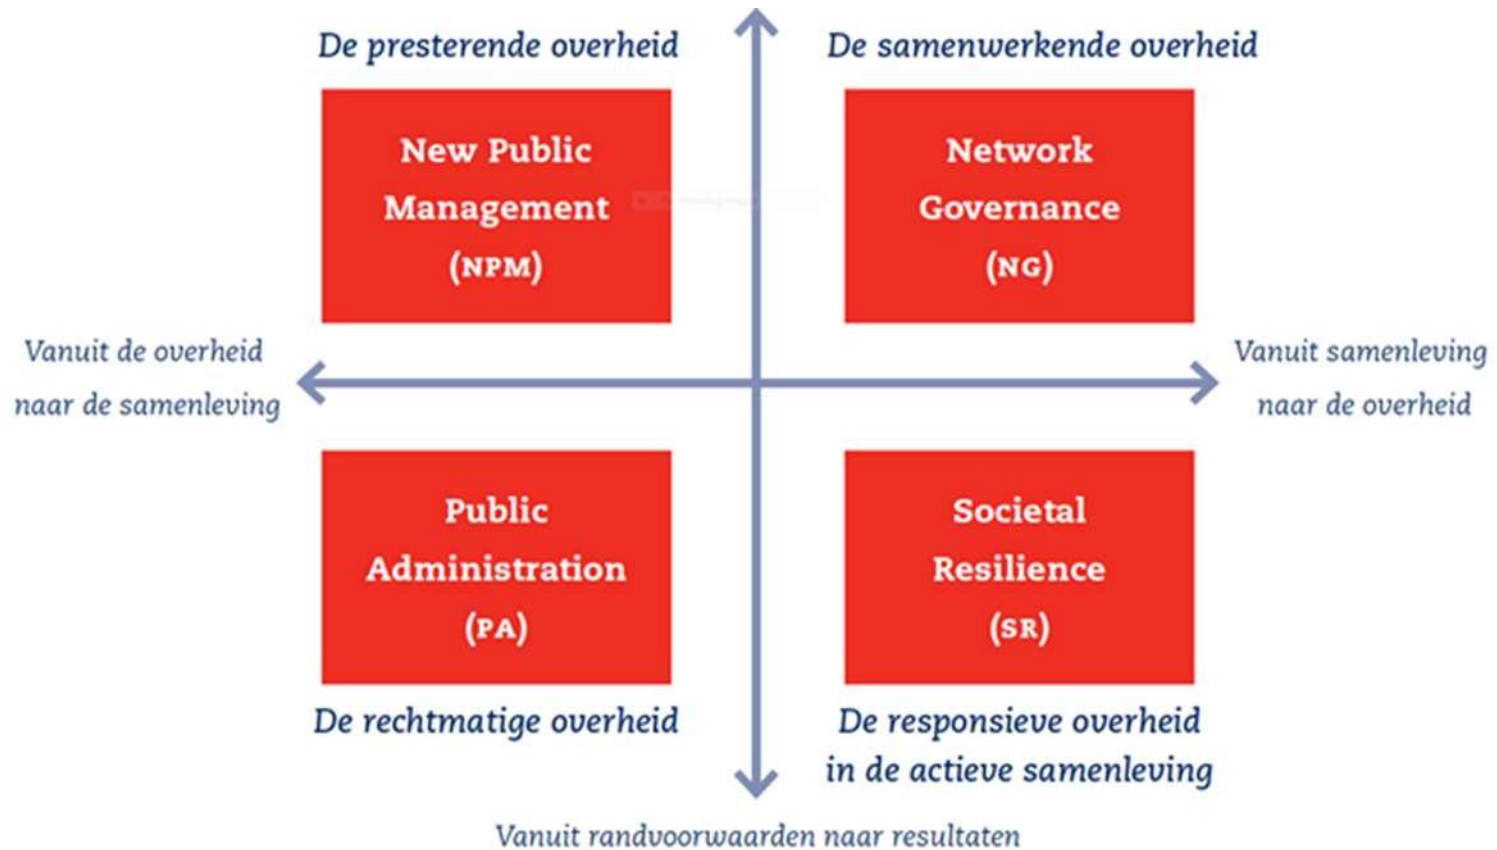 De presterende overheid
De samenwerkende overheid
New Public
Management
(NPM)
Network
Governance
(NG)
Vanuit de overheid
naar de samenleving
Vanuit samenleving
naar de overheid
Public
Administration
(PA)
Societal
Resilience
(SR)
De rechtmatige overheid
De responsieve overheid
in de actieve samenleving
Vanuit randvoorwaarden naar resultaten